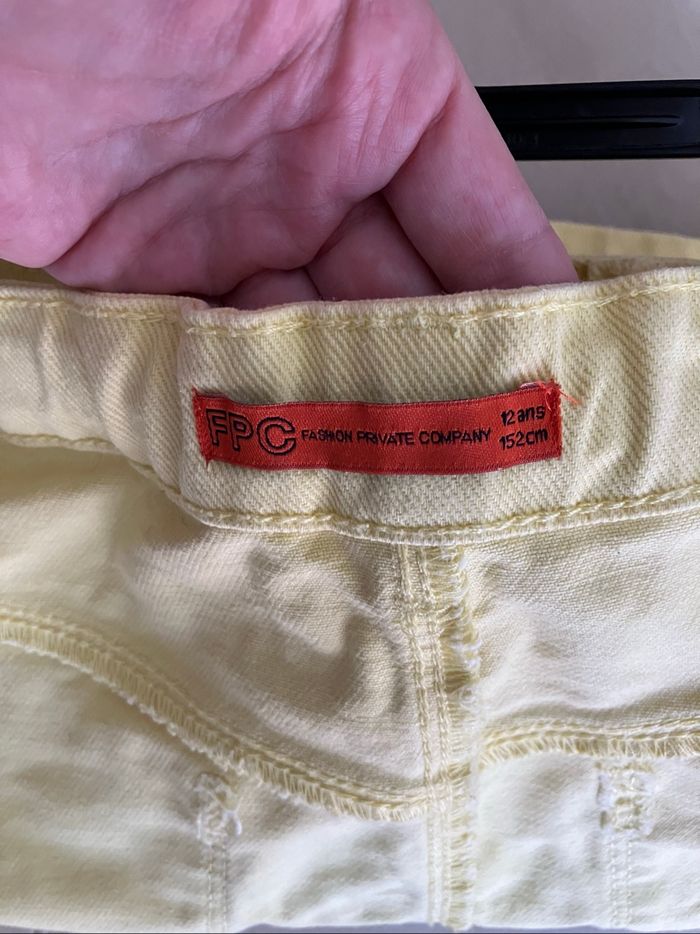 FPC FASHION PRIVATE COMPANY
12 ans
152cm